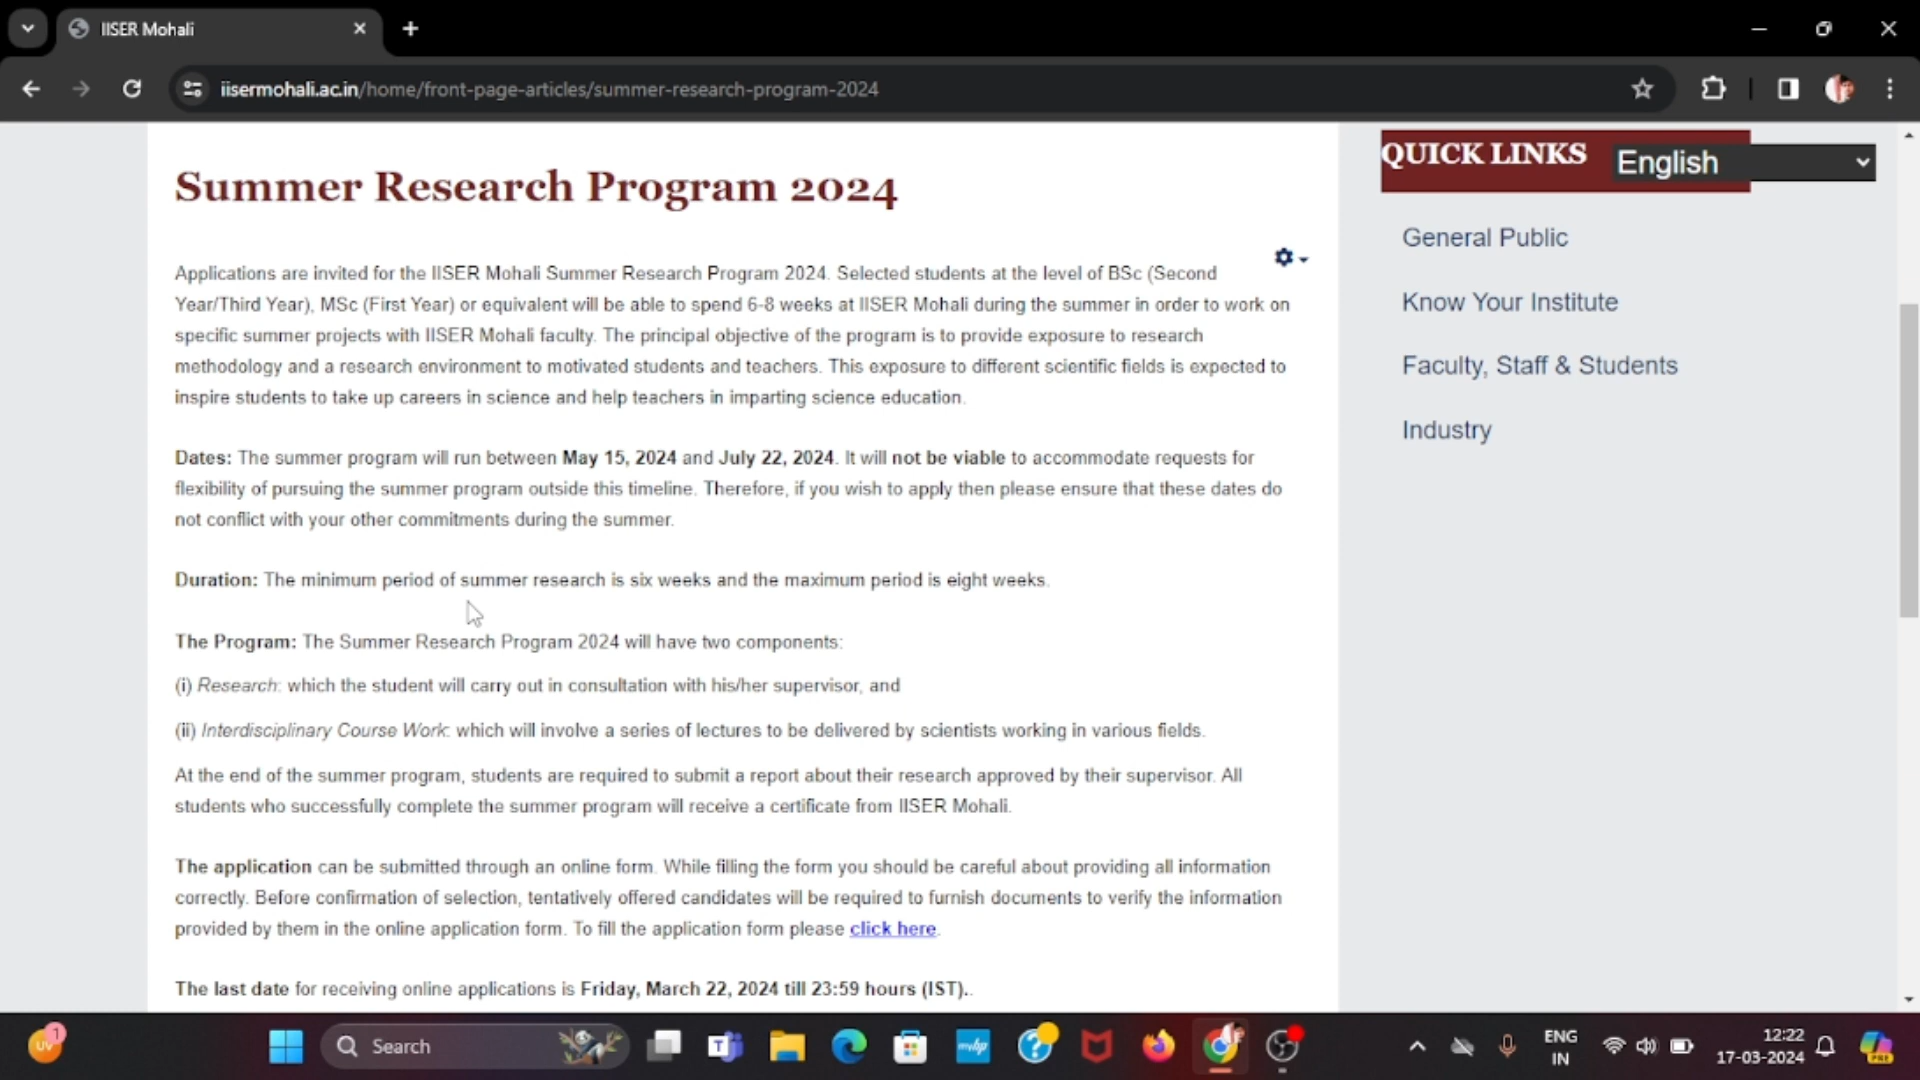 IISER Mohali
iisermohali.ac.in/home/front-page-articles/summer-research-program-2024
QUICK LINKS
English
Summer Research Program 2024
General Public
Know Your Institute
Faculty, Staff & Students
Industry
Applications are invited for the IISER Mohali Summer Research Program 2024. Selected students at the level of BSc (Second
Year/Third Year), MSc (First Year) or equivalent will be able to spend 6-8 weeks at IISER Mohali during the summer in order to work on
specific summer projects with IISER Mohali faculty. The principal objective of the program is to provide exposure to research
methodology and a research environment to motivated students and teachers. This exposure to different scientific fields is expected to
inspire students to take up careers in science and help teachers in imparting science education.
Dates: The summer program will run between May 15, 2024 and July 22, 2024. It will not be viable to accommodate requests for
flexibility of pursuing the summer program outside this timeline. Therefore, if you wish to apply then please ensure that these dates do
not conflict with your other commitments during the summer.
Duration: The minimum period of summer research is six weeks and the maximum period is eight weeks.
The Program: The Summer Research Program 2024 will have two components:
(i) Research: which the student will carry out in consultation with his/her supervisor, and
(ii) Interdisciplinary Course Work: which will involve a series of lectures to be delivered by scientists working in various fields.
At the end of the summer program, students are required to submit a report about their research approved by their supervisor. All
students who successfully complete the summer program will receive a certificate from IISER Mohali.
The application can be submitted through an online form. While filling the form you should be careful about providing all information
correctly. Before confirmation of selection, tentatively offered candidates will be required to furnish documents to verify the information
provided by them in the online application form. To fill the application form please click here.
The last date for receiving online applications is Friday, March 22, 2024 till 23:59 hours (IST)..
UV
1
Search
T
myhp
?
ENG
IN
12:22
17-03-2024
PRE